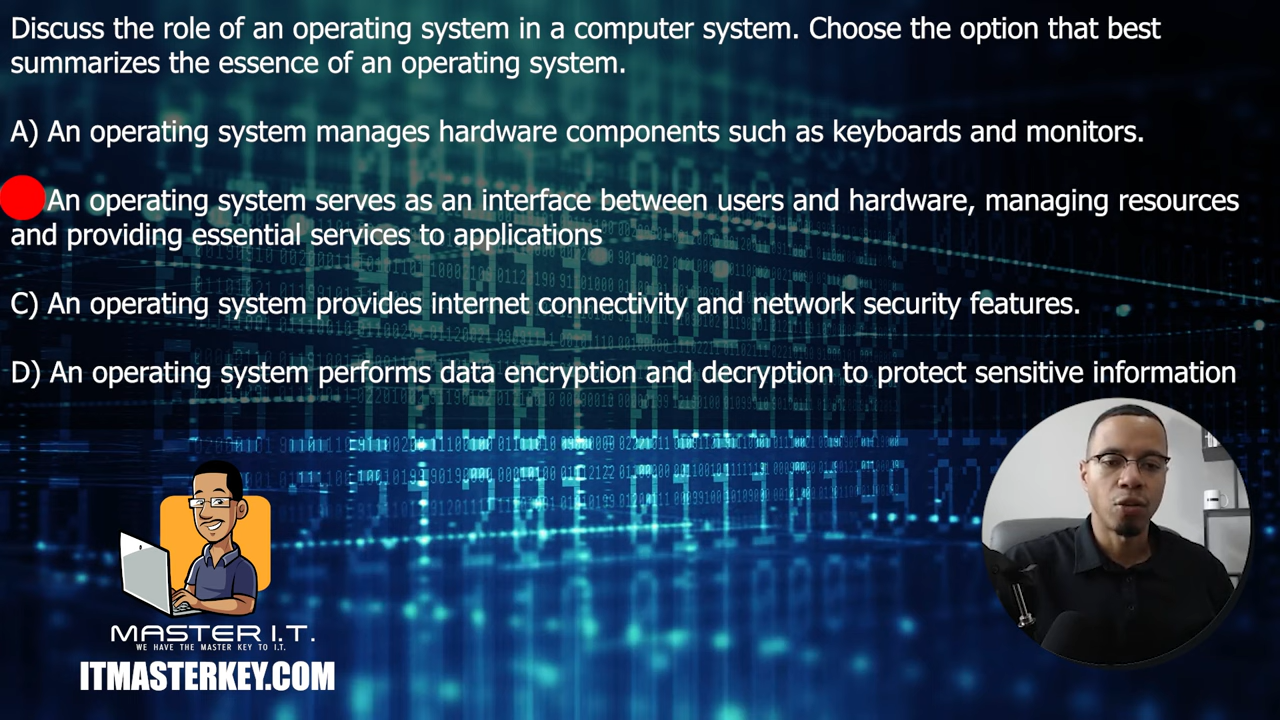 Discuss the role of an operating system in a computer system. Choose the option that best
summarizes the essence of an operating system.
A) An operating system manages hardware components such as keyboards and monitors.
An operating system serves as an interface between users and hardware, managing resources
and providing essential services to applications
C) An operating system provides internet connectivity and network security features.
D) An operating system performs data encryption and decryption to protect sensitive information
MASTER I.T.
WE HAVE THE MASTER KEY TO I.T.
ITMASTERKEY.COM